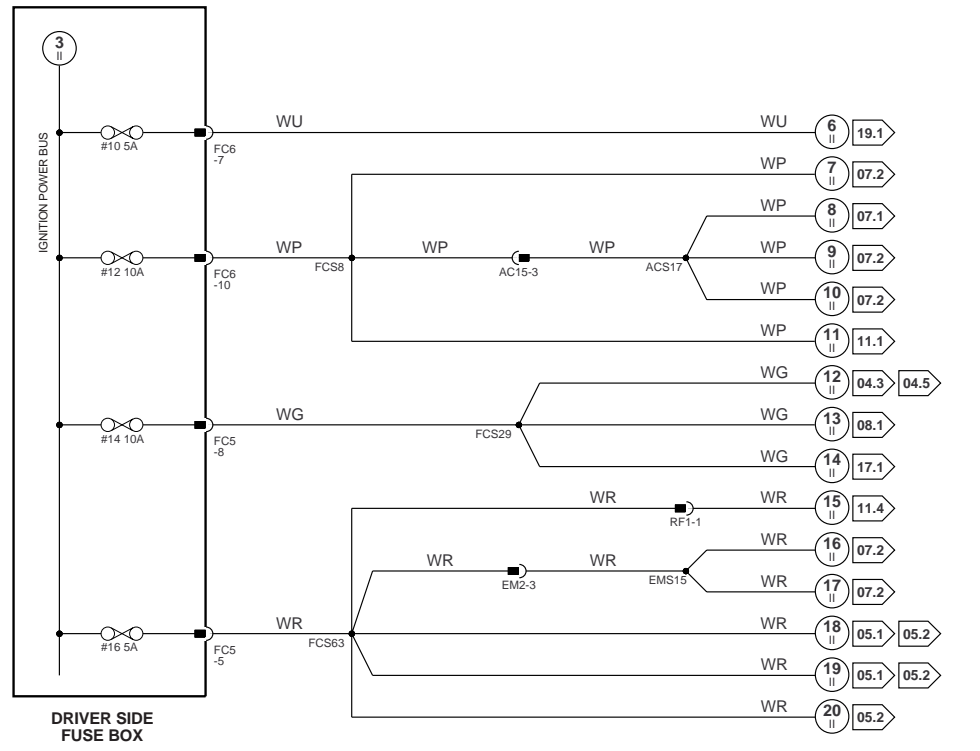 3
II
IGNITION POWER BUS
#10 5A
FC6
-7
WU
WU
6
II
19.1
WP
7
II
07.2
WP
8
II
07.1
#12 10A
FC6
-10
WP
FCS8
WP
AC15-3
WP
ACS17
WP
9
II
07.2
WP
10
II
07.2
WP
11
II
11.1
WG
12
II
04.3
04.5
#14 10A
FC5
-8
WG
FCS29
WG
13
II
08.1
WG
14
II
17.1
WR
RF1-1
WR
15
II
11.4
WR
EM2-3
WR
EMS15
WR
16
II
07.2
WR
17
II
07.2
#16 5A
FC5
-5
WR
FCS63
WR
18
II
05.1
05.2
WR
19
II
05.1
05.2
WR
20
II
05.2
DRIVER SIDE
FUSE BOX